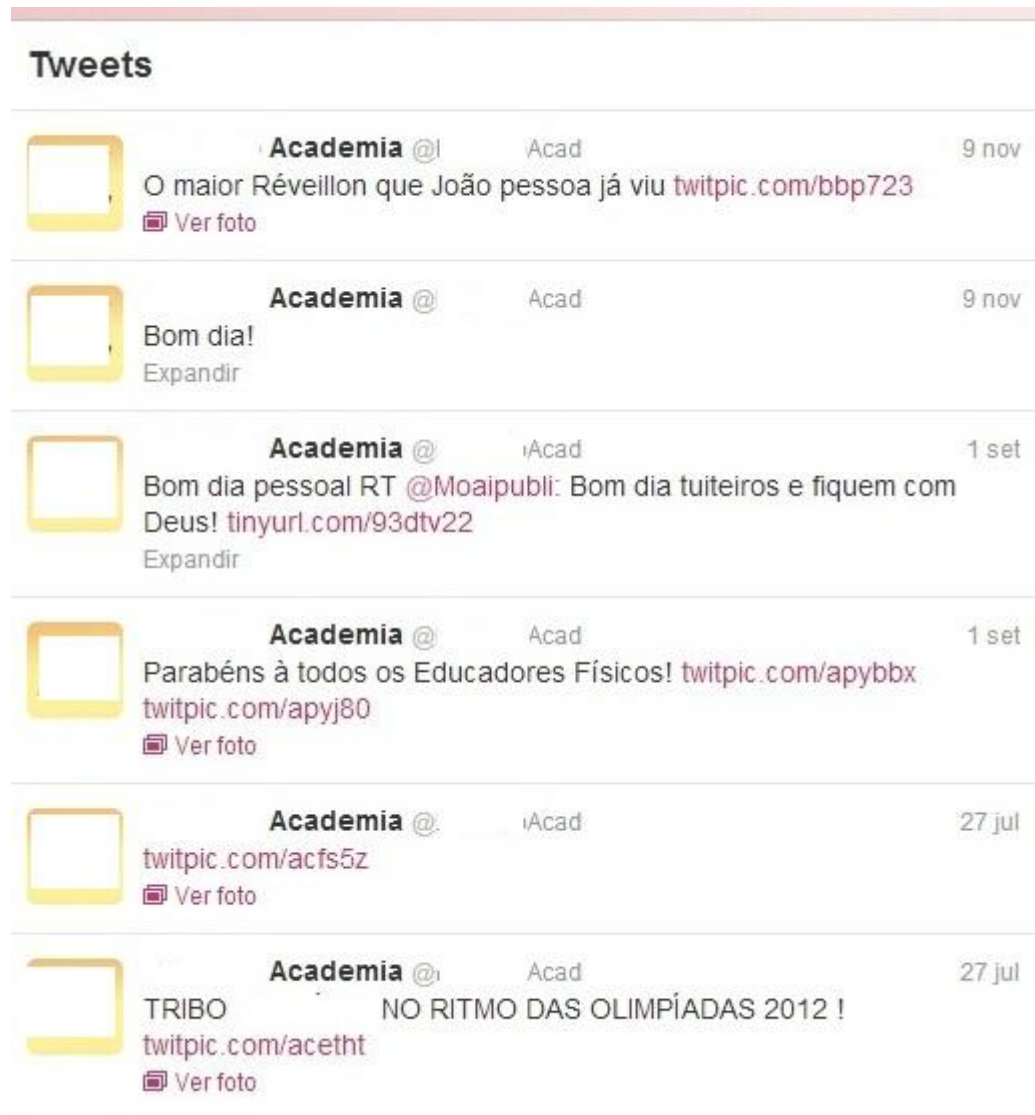 Tweets
Academia @ Acad 9 nov
O maior Réveillon que João pessoa já viu twitpic.com/bbp723
Ver foto
Academia @ Acad 9 nov
Bom dia!
Expandir
Academia @ Acad 1 set
Bom dia pessoal RT @Moaipubli: Bom dia tuiteiros e fiquem com
Deus! tinyurl.com/93dtv22
Expandir
Academia @ Acad 1 set
Parabéns à todos os Educadores Físicos! twitpic.com/apybbx
twitpic.com/apyj80
Ver foto
Academia @ Acad 27 jul
twitpic.com/acfs5z
Ver foto
Academia @ Acad 27 jul
TRIBO NO RITMO DAS OLIMPÍADAS 2012 !
twitpic.com/acetht
Ver foto